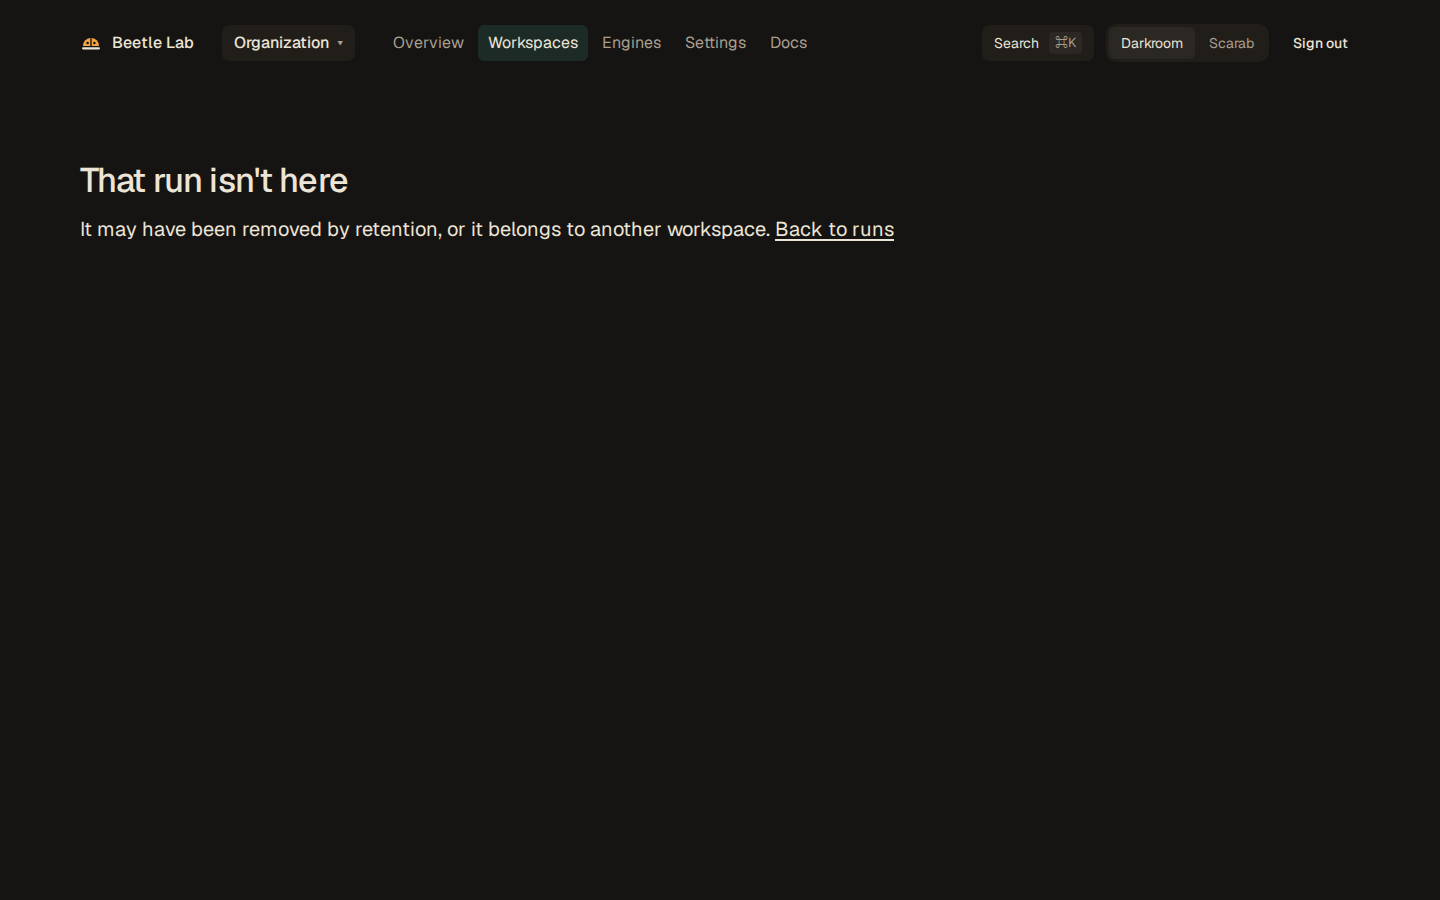 Beetle Lab
Organization
Overview
Workspaces
Engines
Settings
Docs
Search ⌘K
Darkroom
Scarab
Sign out
That run isn't here
It may have been removed by retention, or it belongs to another workspace. Back to runs